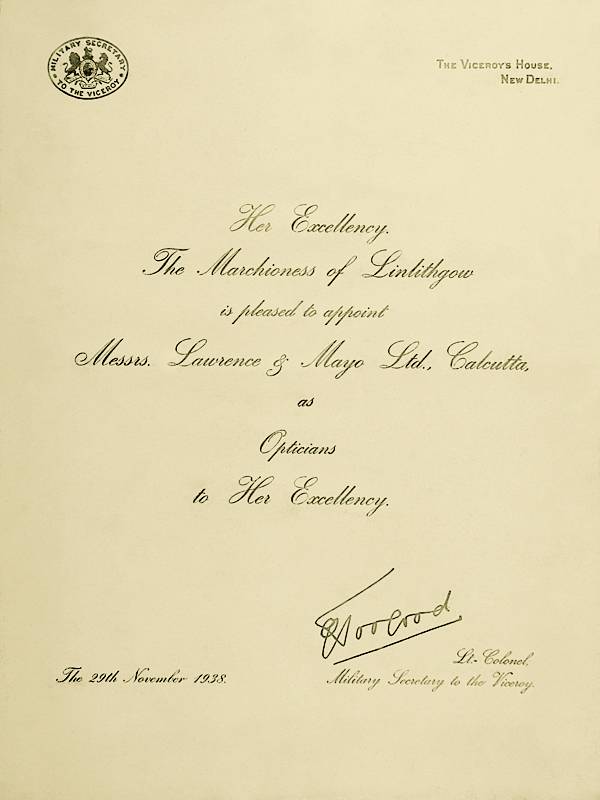 MILITARY SECRETARY
TO THE VICEROY
THE VICEROY'S HOUSE,
NEW DELHI.
Her Excellency.
The Marchioness of Linlithgow
is pleased to appoint
Messrs. Lawrence & Mayo Ltd., Calcutta,
as
Opticians
to Her Excellency.
Toogood
Lt-Colonel.
The 29th November 1938.
Military Secretary to the Viceroy.